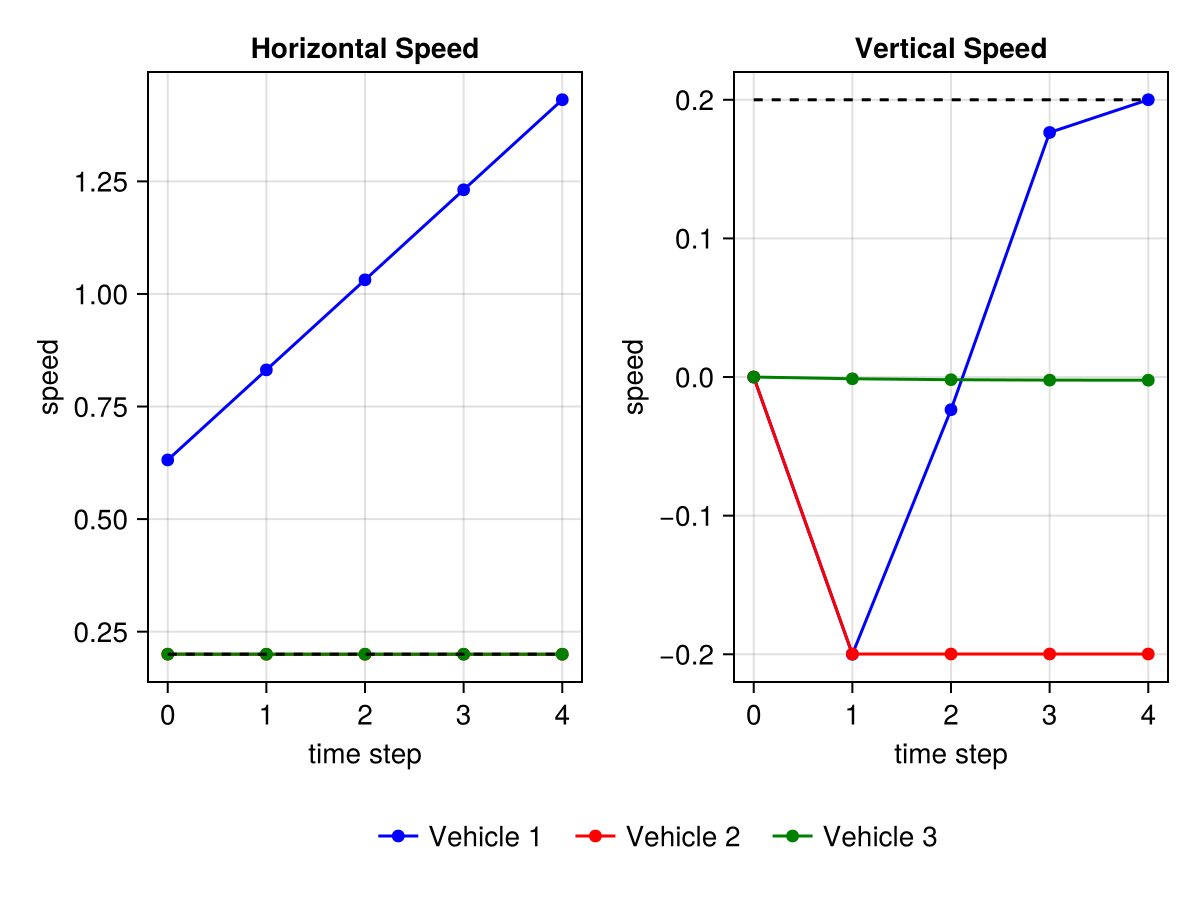 Horizontal Speed
1.25
1.00
0.75
0.50
0.25
speed
0 1 2 3 4
time step
Vertical Speed
0.2
0.1
0.0
−0.1
−0.2
speed
0 1 2 3 4
time step
Vehicle 1 Vehicle 2 Vehicle 3